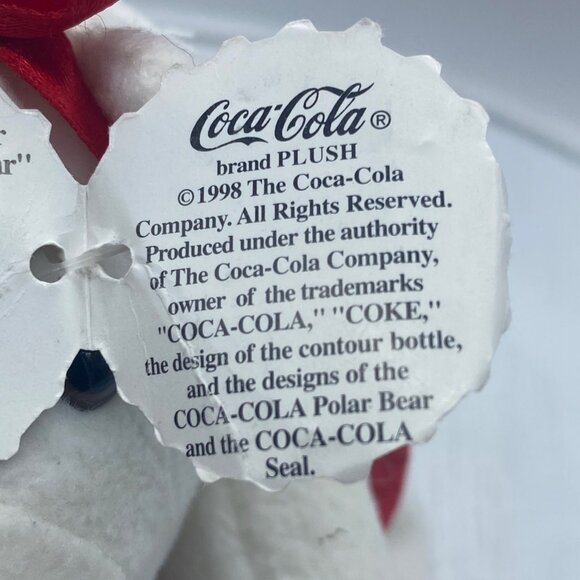 ar"
Coca-Cola®
brand PLUSH
©1998 The Coca-Cola
Company. All Rights Reserved.
Produced under the authority
of The Coca-Cola Company,
owner of the trademarks
"COCA-COLA," "COKE,"
the design of the contour bottle,
and the designs of the
COCA-COLA Polar Bear
and the COCA-COLA
Seal.